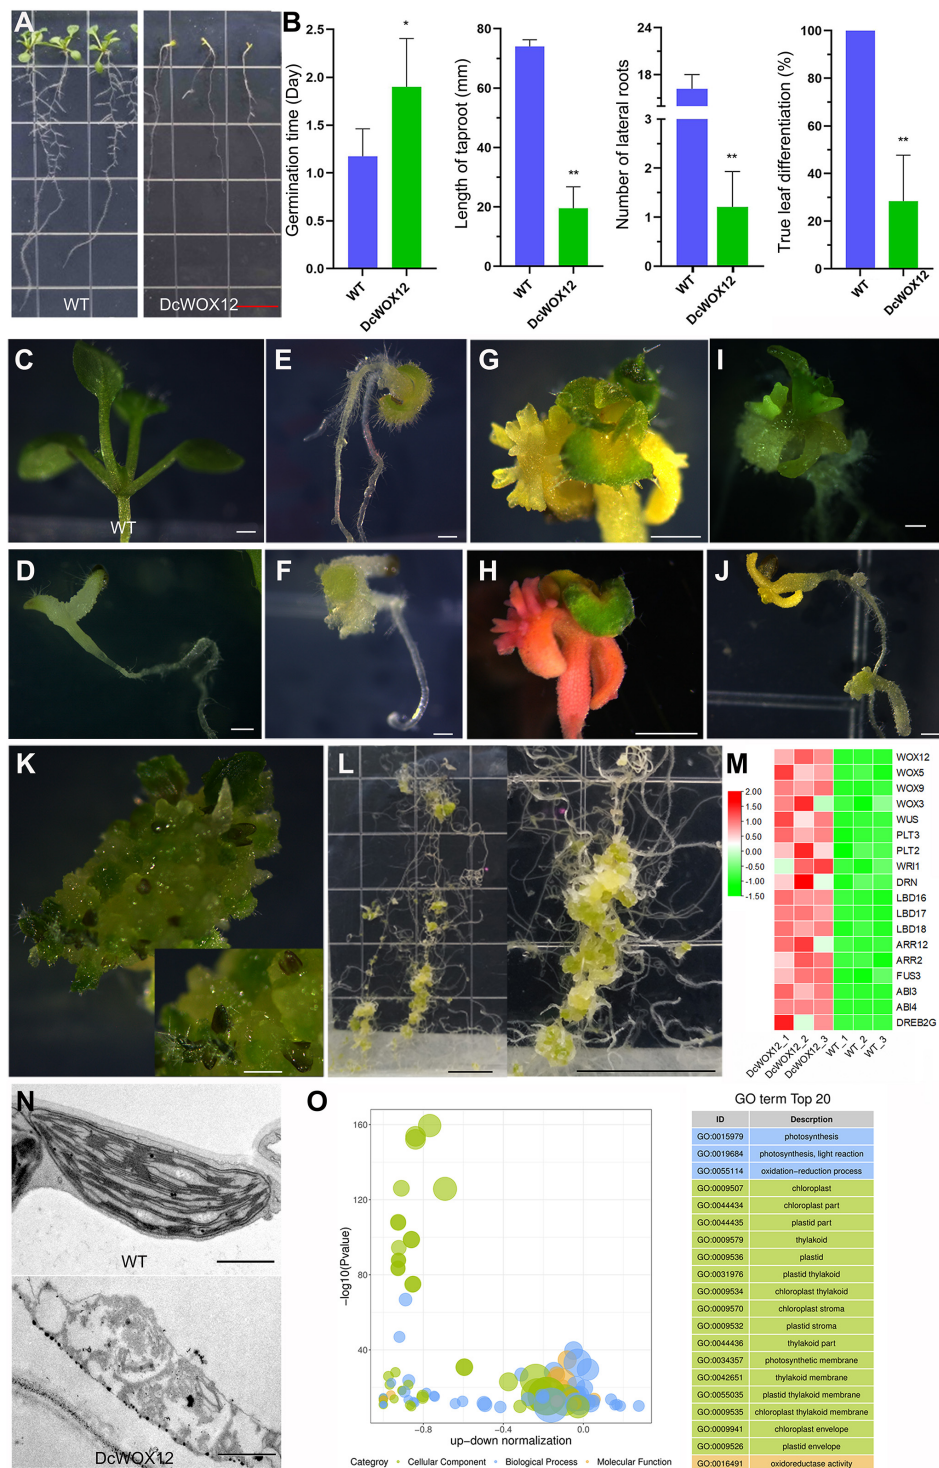 A
WT
DcWOX12
B
Germination time (Day)
2.5
2.0
1.5
1.0
0.5
0.0
*
WT
DcWOX12
Length of taproot (mm)
80
60
40
20
0
**
WT
DcWOX12
Number of lateral roots
24
18
3
2
1
0
**
WT
DcWOX12
True leaf differentiation (%)
100
80
60
40
20
0
**
WT
DcWOX12
C
WT
E
G
I
D
F
H
J
K
L
M
2.00
1.50
1.00
0.50
0.00
-0.50
-1.00
-1.50
WOX12
WOX5
WOX9
WOX3
WUS
PLT3
PLT2
WRI1
DRN
LBD16
LBD17
LBD18
ARR12
ARR2
FUS3
ABI3
ABI4
DREB2G
DcWOX12_1
DcWOX12_2
DcWOX12_3
WT_1
WT_2
WT_3
N
WT
DcWOX12
O
−log10(Pvalue)
160
120
80
40
−0.8
−0.4
0.0
up−down normalization
Categroy
Cellular Component
Biological Process
Molecular Function
GO term Top 20
ID Descrption
GO:0015979 photosynthesis
GO:0019684 photosynthesis, light reaction
GO:0055114 oxidation−reduction process
GO:0009507 chloroplast
GO:0044434 chloroplast part
GO:0044435 plastid part
GO:0009579 thylakoid
GO:0009536 plastid
GO:0031976 plastid thylakoid
GO:0009534 chloroplast thylakoid
GO:0009570 chloroplast stroma
GO:0009532 plastid stroma
GO:0044436 thylakoid part
GO:0034357 photosynthetic membrane
GO:0042651 thylakoid membrane
GO:0055035 plastid thylakoid membrane
GO:0009535 chloroplast thylakoid membrane
GO:0009941 chloroplast envelope
GO:0009526 plastid envelope
GO:0016491 oxidoreductase activity